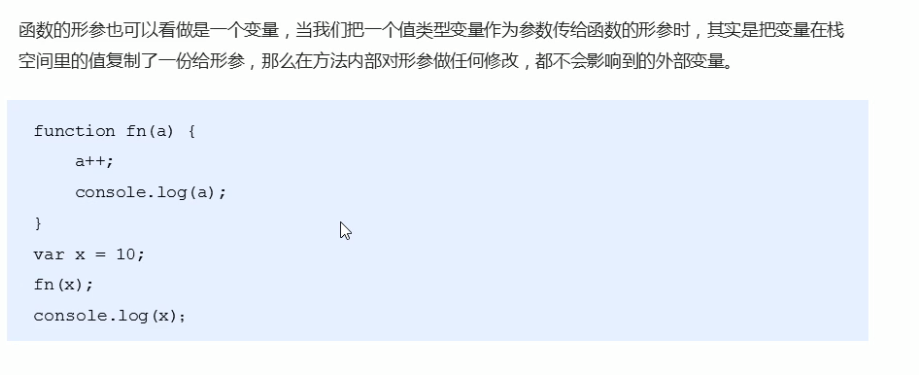 函数的形参也可以看做是一个变量，当我们把一个值类型变量作为参数传给函数的形参时，其实是把变量在栈
空间里的值复制了一份给形参，那么在方法内部对形参做任何修改，都不会影响到的外部变量。
function fn(a) {
    a++;
    console.log(a);
}
var x = 10;
fn(x);
console.log(x);